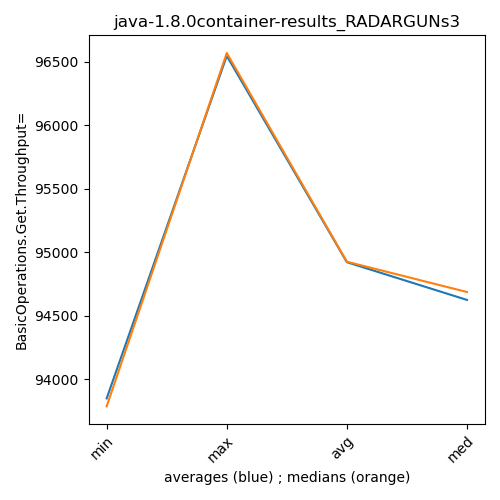 java-1.8.0container-results_RADARGUNs3
BasicOperations.Get.Throughput=
96500
96000
95500
95000
94500
94000
min
max
avg
med
averages (blue) ; medians (orange)